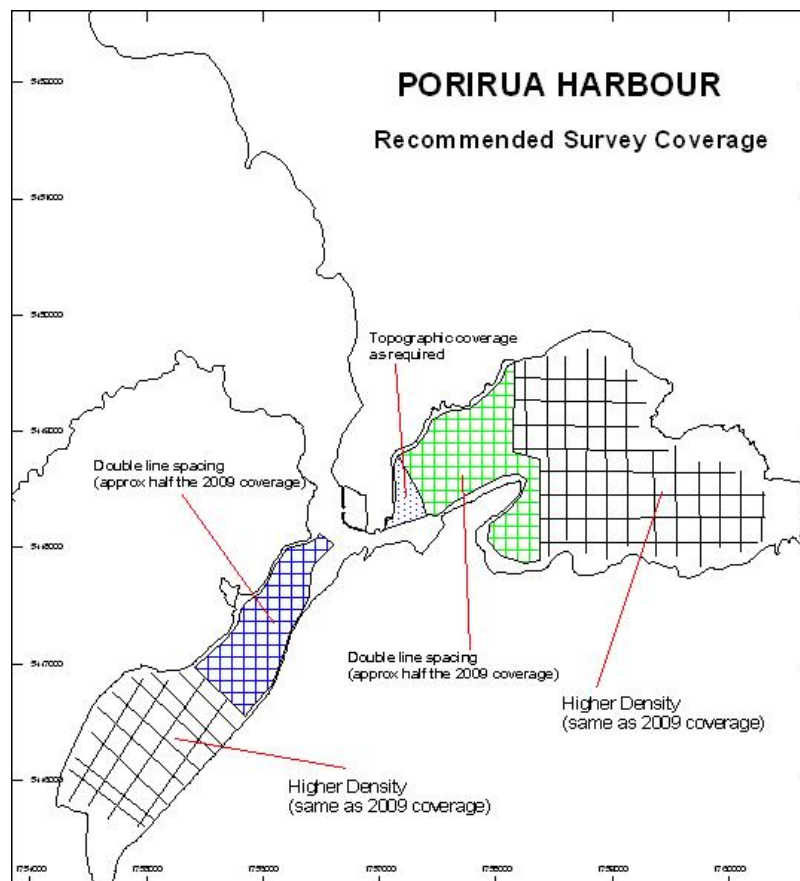 PORIRUA HARBOUR
Recommended Survey Coverage
Topographic coverage
as required
Double line spacing
(approx half the 2009 coverage)
Double line spacing
(approx half the 2009 coverage)
Higher Density
(same as 2009 coverage)
Higher Density
(same as 2009 coverage)